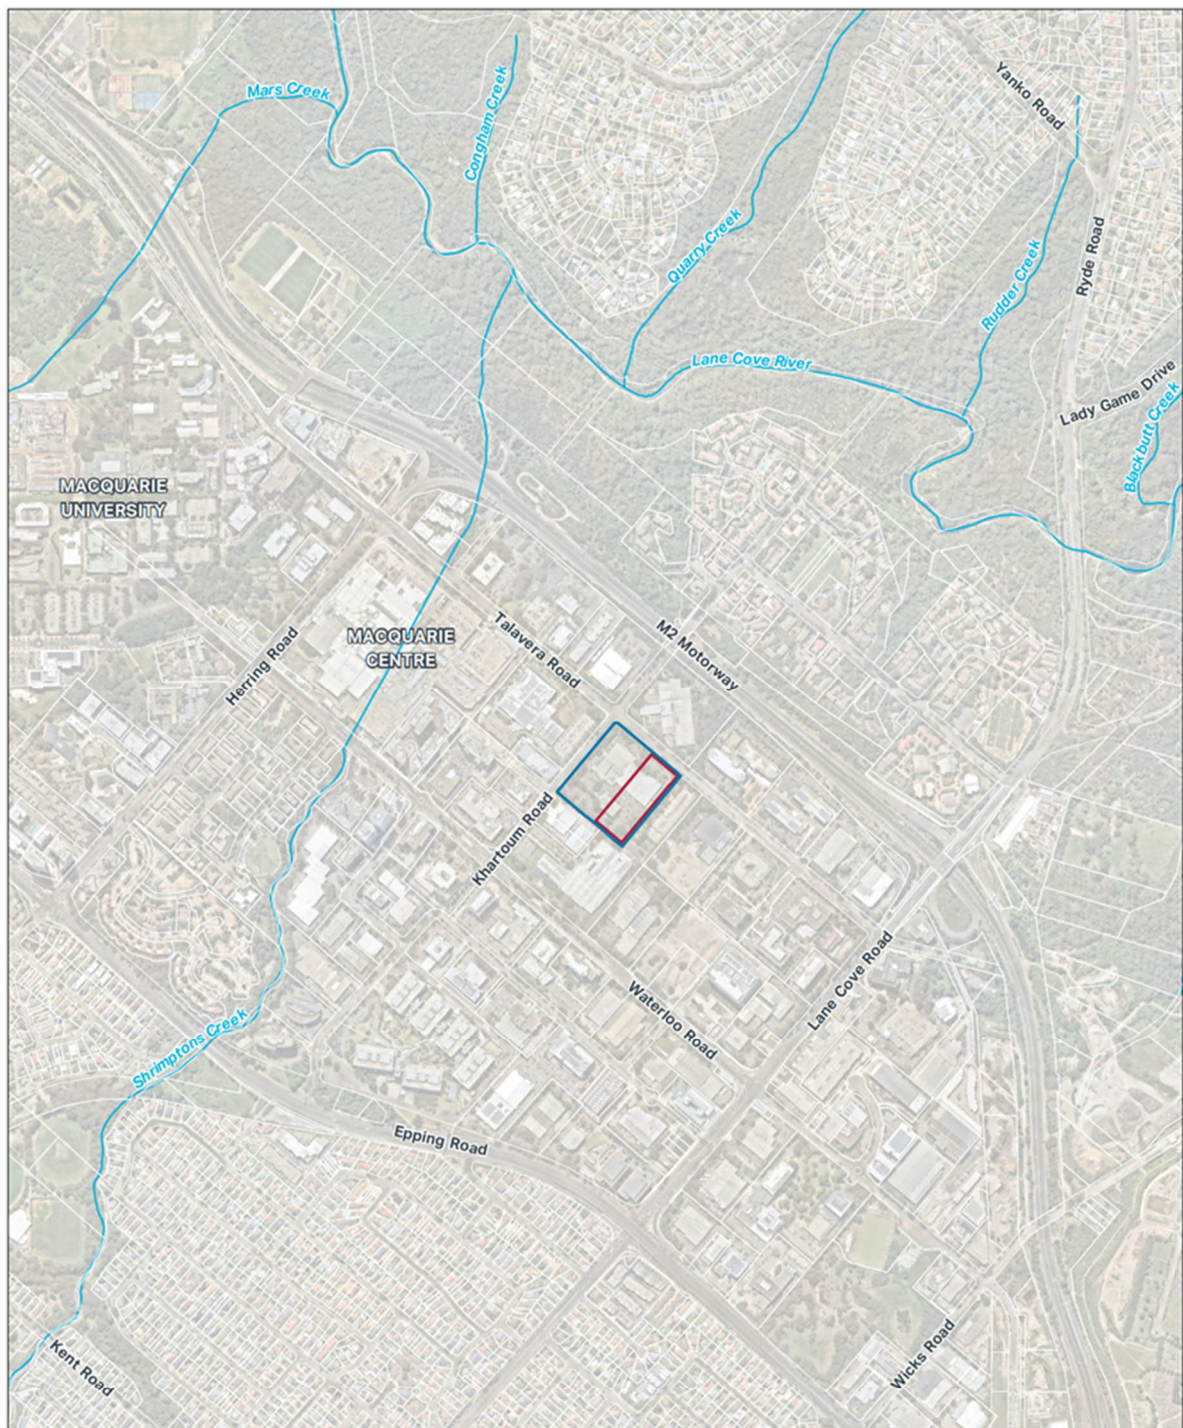 Yanko Road
Mars Creek
Congham Creek
Quarry Creek
Ryde Road
Rudder Creek
Lane Cove River
Lady Game Drive
Blackbutt Creek
MACQUARIE
UNIVERSITY
Talavera Road
M2 Motorway
MACQUARIE
CENTRE
Herring Road
Khartoum Road
Lane Cove Road
Waterloo Road
Shrimptons Creek
Epping Road
Wicks Road
Kent Road